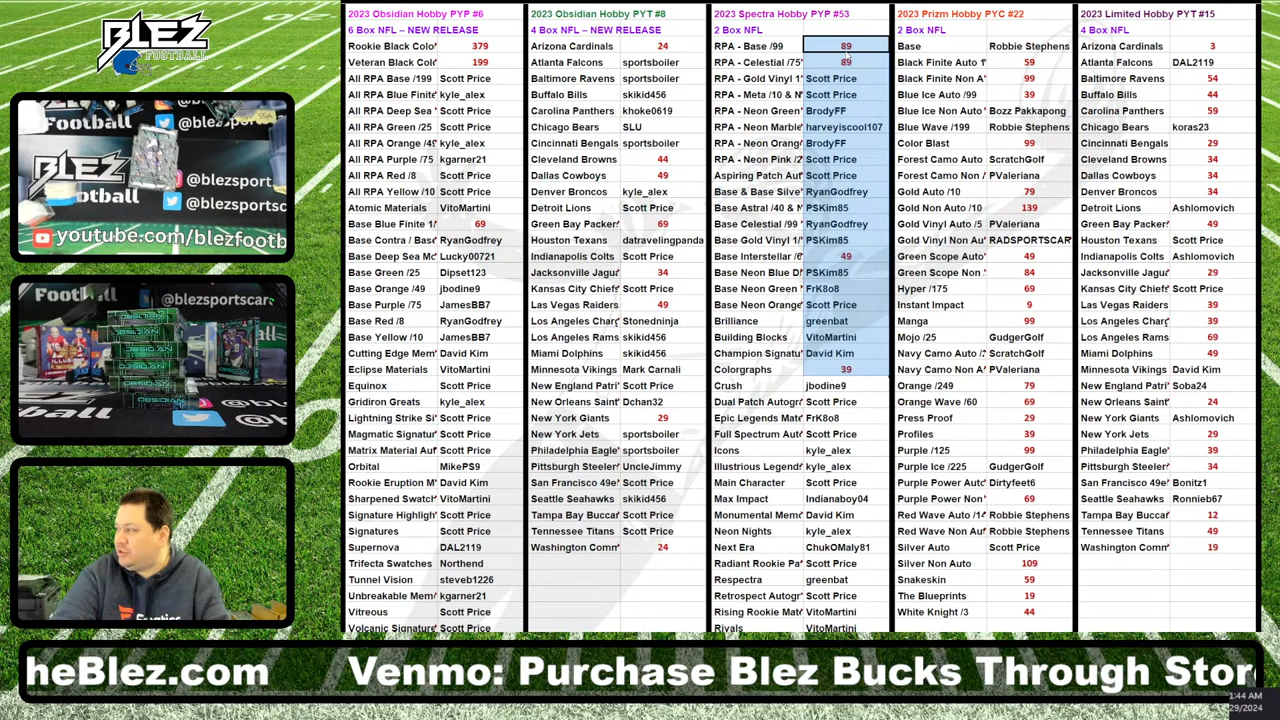 BLEZ
FOOTBALL
Football
BLEZ
otball
@blezsport
youtube.com/blezfootb
@blezsportscar
OBSIDIAN
2023 Obsidian Hobby PYP #6
6 Box NFL – NEW RELEASE
Rookie Black Colo 379
Veteran Black Col 199
All RPA Base /199 Scott Price
All RPA Blue Finite kyle_alex
All RPA Deep Sea Scott Price
All RPA Green /25 Scott Price
All RPA Orange /49 kyle_alex
All RPA Purple /75 kgarner21
All RPA Red /8 Scott Price
All RPA Yellow /10 Scott Price
Atomic Materials VitoMartini
Base Blue Finite 1/ 69
Base Contra / Base RyanGodfrey
Base Deep Sea Mo Lucky00721
Base Green /25 Dipset123
Base Orange /49 jbodine9
Base Purple /75 JamesBB7
Base Red /8 RyanGodfrey
Base Yellow /10 JamesBB7
Cutting Edge Mem David Kim
Eclipse Materials VitoMartini
Equinox Scott Price
Gridiron Greats kyle_alex
Lightning Strike Si Scott Price
Magmatic Signatur Scott Price
Matrix Material Aut Scott Price
Orbital MikePS9
Rookie Eruption M David Kim
Sharpened Swatch VitoMartini
Signature Highligh Scott Price
Signatures Scott Price
Supernova DAL2119
Trifecta Swatches Northend
Tunnel Vision steveb1226
Unbreakable Mem kgarner21
Vitreous Scott Price
Volcanic Signature Scott Price
2023 Obsidian Hobby PYT #8
4 Box NFL – NEW RELEASE
Arizona Cardinals 24
Atlanta Falcons sportsboiler
Baltimore Ravens sportsboiler
Buffalo Bills skikid456
Carolina Panthers khoke0619
Chicago Bears SLU
Cincinnati Bengals sportsboiler
Cleveland Browns 44
Dallas Cowboys 49
Denver Broncos kyle_alex
Detroit Lions Scott Price
Green Bay Packer 69
Houston Texans datravelingpanda
Indianapolis Colts Scott Price
Jacksonville Jagu 34
Kansas City Chiefs Scott Price
Las Vegas Raiders 49
Los Angeles Char Stonedninja
Los Angeles Rams skikid456
Miami Dolphins skikid456
Minnesota Vikings Mark Carnali
New England Patri Scott Price
New Orleans Saint Dchan32
New York Giants 29
New York Jets sportsboiler
Philadelphia Eagle sportsboiler
Pittsburgh Steeler UncleJimmy
San Francisco 49e Scott Price
Seattle Seahawks skikid456
Tampa Bay Bucca Scott Price
Tennessee Titans Scott Price
Washington Comm 24
2023 Spectra Hobby PYP #53
2 Box NFL
RPA - Base /99 89
RPA - Celestial /75 89
RPA - Gold Vinyl 1 Scott Price
RPA - Meta /10 & N Scott Price
RPA - Neon Green BrodyFF
RPA - Neon Marble harveyiscool107
RPA - Neon Orang BrodyFF
RPA - Neon Pink /2 Scott Price
Aspiring Patch Aut Scott Price
Base & Base Silve RyanGodfrey
Base Astral /40 & N PSKim85
Base Celestial /99 RyanGodfrey
Base Gold Vinyl 1/ PSKim85
Base Interstellar /6 49
Base Neon Blue D PSKim85
Base Neon Green FrK8o8
Base Neon Orange Scott Price
Brilliance greenbat
Building Blocks VitoMartini
Champion Signatu David Kim
Colorgraphs 39
Crush jbodine9
Dual Patch Autogr Scott Price
Epic Legends Mate FrK8o8
Full Spectrum Aut Scott Price
Icons kyle_alex
Illustrious Legend kyle_alex
Main Character Scott Price
Max Impact Indianaboy04
Monumental Mem David Kim
Neon Nights kyle_alex
Next Era ChukOMaly81
Radiant Rookie Pa Scott Price
Respectra greenbat
Retrospect Autogr Scott Price
Rising Rookie Mat VitoMartini
Rivals VitoMartini
2023 Prizm Hobby PYC #22
2 Box NFL
Base Robbie Stephens
Black Finite Auto 1 59
Black Finite Non A 99
Blue Ice Auto /99 39
Blue Ice Non Auto Bozz Pakkapong
Blue Wave /199 Robbie Stephens
Color Blast 99
Forest Camo Auto ScratchGolf
Forest Camo Non A PValeriana
Gold Auto /10 79
Gold Non Auto /10 139
Gold Vinyl Auto /5 PValeriana
Gold Vinyl Non Au RADSPORTSCAR
Green Scope Auto 49
Green Scope Non 84
Hyper /175 69
Instant Impact 9
Manga 99
Mojo /25 GudgerGolf
Navy Camo Auto / ScratchGolf
Navy Camo Non A PValeriana
Orange /249 79
Orange Wave /60 69
Press Proof 29
Profiles 39
Purple /125 99
Purple Ice /225 GudgerGolf
Purple Power Auto Dirtyfeet6
Purple Power Non 69
Red Wave Auto /14 Robbie Stephens
Red Wave Non Au Robbie Stephens
Silver Auto Scott Price
Silver Non Auto 109
Snakeskin 59
The Blueprints 19
White Knight /3 44
2023 Limited Hobby PYT #15
4 Box NFL
Arizona Cardinals 3
Atlanta Falcons DAL2119
Baltimore Ravens 54
Buffalo Bills 44
Carolina Panthers 59
Chicago Bears koras23
Cincinnati Bengals 29
Cleveland Browns 34
Dallas Cowboys 34
Denver Broncos 34
Detroit Lions Ashlomovich
Green Bay Packer 49
Houston Texans Scott Price
Indianapolis Colts Ashlomovich
Jacksonville Jagu 29
Kansas City Chiefs Scott Price
Las Vegas Raiders 39
Los Angeles Char 39
Los Angeles Rams 69
Miami Dolphins 49
Minnesota Vikings David Kim
New England Patri Soba24
New Orleans Saint 24
New York Giants Ashlomovich
New York Jets 29
Philadelphia Eagle 39
Pittsburgh Steeler 34
San Francisco 49e Bonitz1
Seattle Seahawks Ronnieb67
Tampa Bay Bucca 12
Tennessee Titans 49
Washington Comm 19
heBlez.com Venmo: Purchase Blez Bucks Through Stor
1:44 AM
29/2024